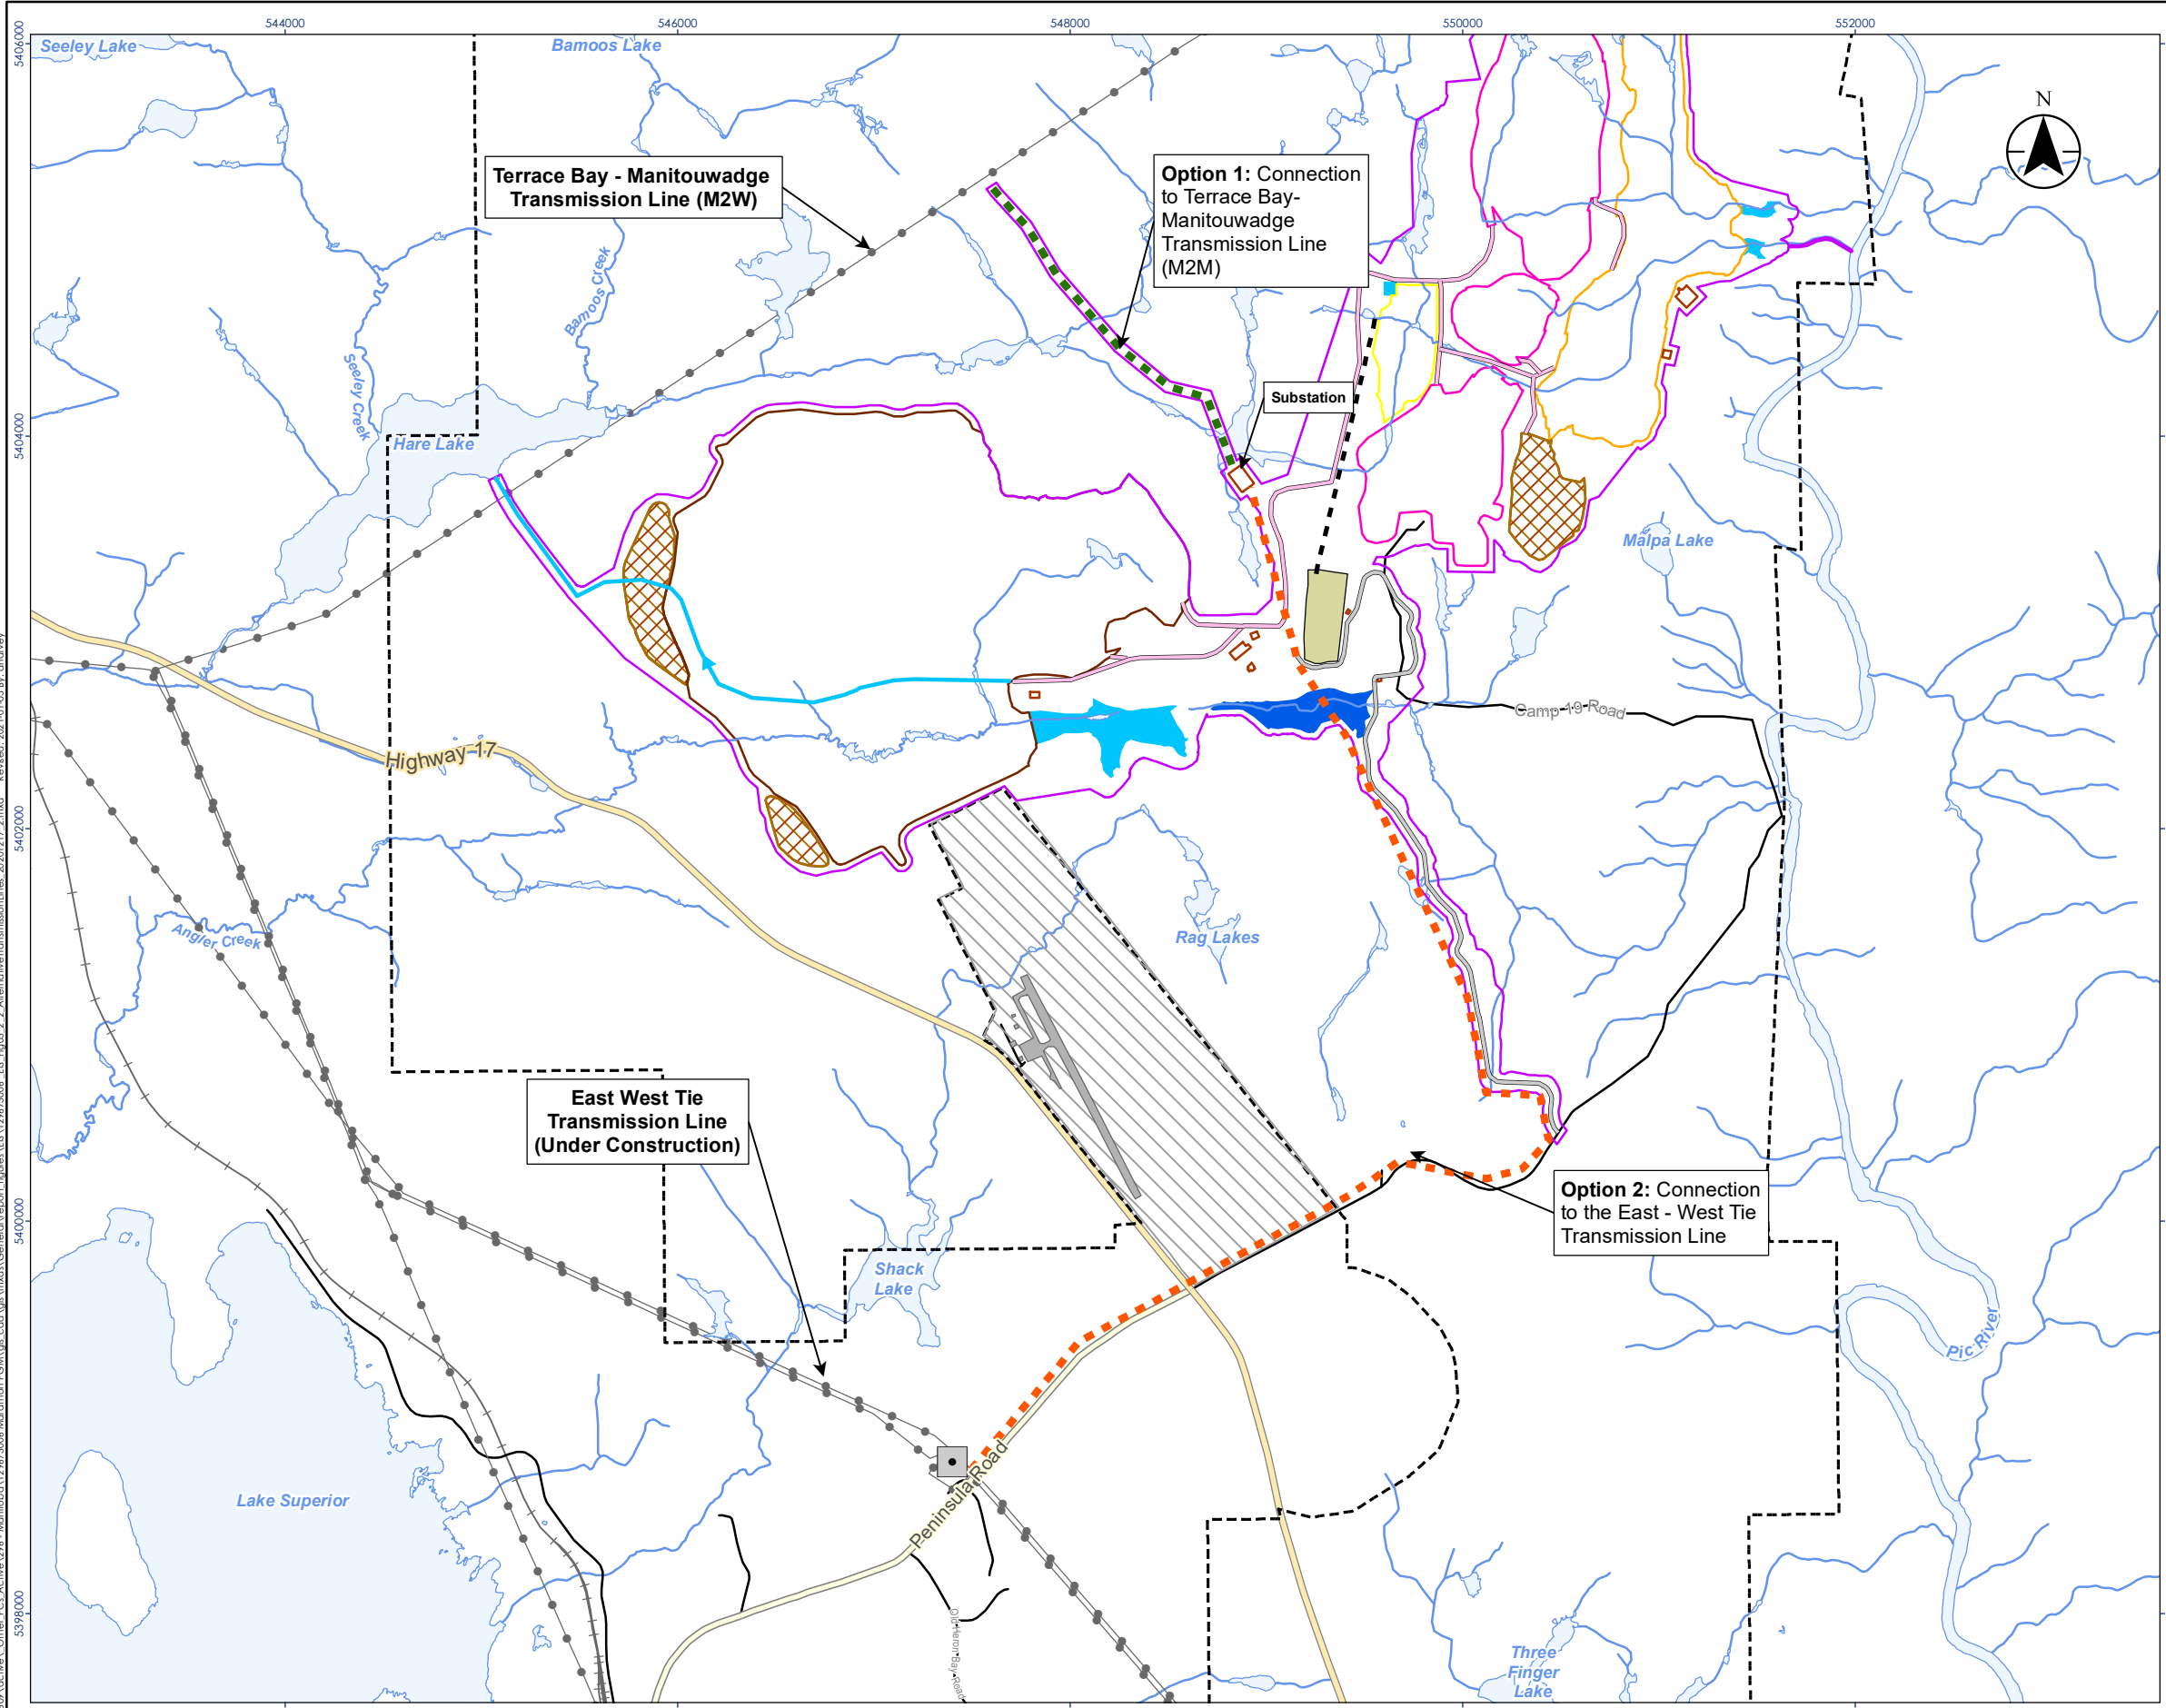 544000
546000
548000
550000
552000
5406000
5404000
5402000
5400000
5398000
Seeley Lake
Bamoos Lake
N
Terrace Bay - Manitouwadge
Transmission Line (M2W)
Option 1: Connection
to Terrace Bay-
Manitouwadge
Transmission Line
(M2M)
Bamoos Creek
Seeley Creek
Substation
Hare Lake
Malpa Lake
Camp 19 Road
Highway 17
Angler Creek
Rag Lakes
East West Tie
Transmission Line
(Under Construction)
Option 2: Connection
to the East - West Tie
Transmission Line
Shack
Lake
Pic River
Lake Superior
Peninsula Road
Old Heron Bay Road
Three
Finger
Lake